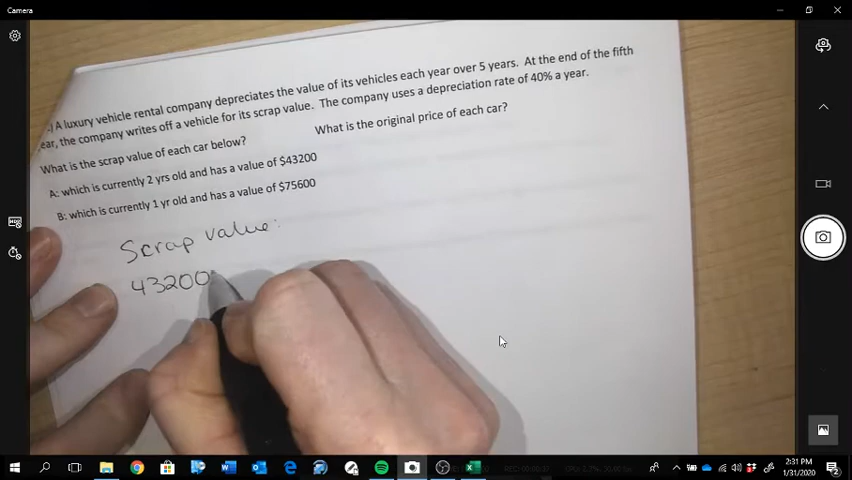 Camera
.) A luxury vehicle rental company depreciates the value of its vehicles each year over 5 years. At the end of the fifth
ear, the company writes off a vehicle for its scrap value. The company uses a depreciation rate of 40% a year.
What is the scrap value of each car below?
What is the original price of each car?
A: which is currently 2 yrs old and has a value of $43200
B: which is currently 1 yr old and has a value of $75600
Scrap value:
43200
2:31 PM
1/31/2020